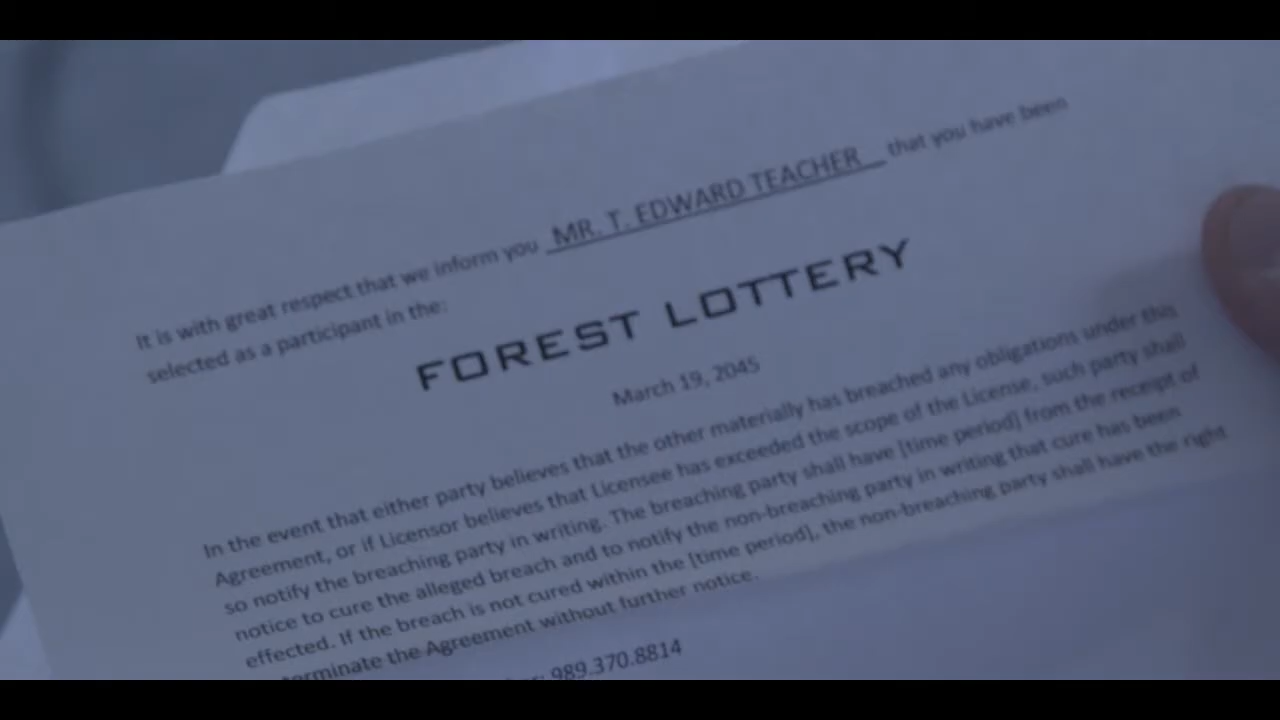 It is with great respect that we inform you MR. T. EDWARD TEACHER that you have been
selected as a participant in the:
FOREST LOTTERY
March 19, 2045
In the event that either party believes that the other materially has breached any obligations under this
Agreement, or if Licensor believes that Licensee has exceeded the scope of the License, such party shall
so notify the breaching party in writing. The breaching party shall have [time period] from the receipt of
notice to cure the alleged breach and to notify the non-breaching party in writing that cure has been
effected. If the breach is not cured within the [time period], the non-breaching party shall have the right
terminate the Agreement without further notice.
989.370.8814